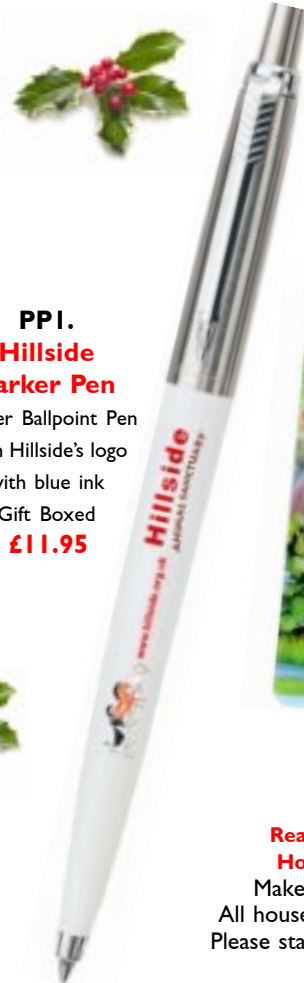 PP1.
Hillside
arker Pen
er Ballpoint Pen
n Hillside's logo
with blue ink
Gift Boxed
£11.95
Hillside
ANIMAL SANCTUARY
www.hillside.org.uk
Rea
Ho
Make
All house
Please sta